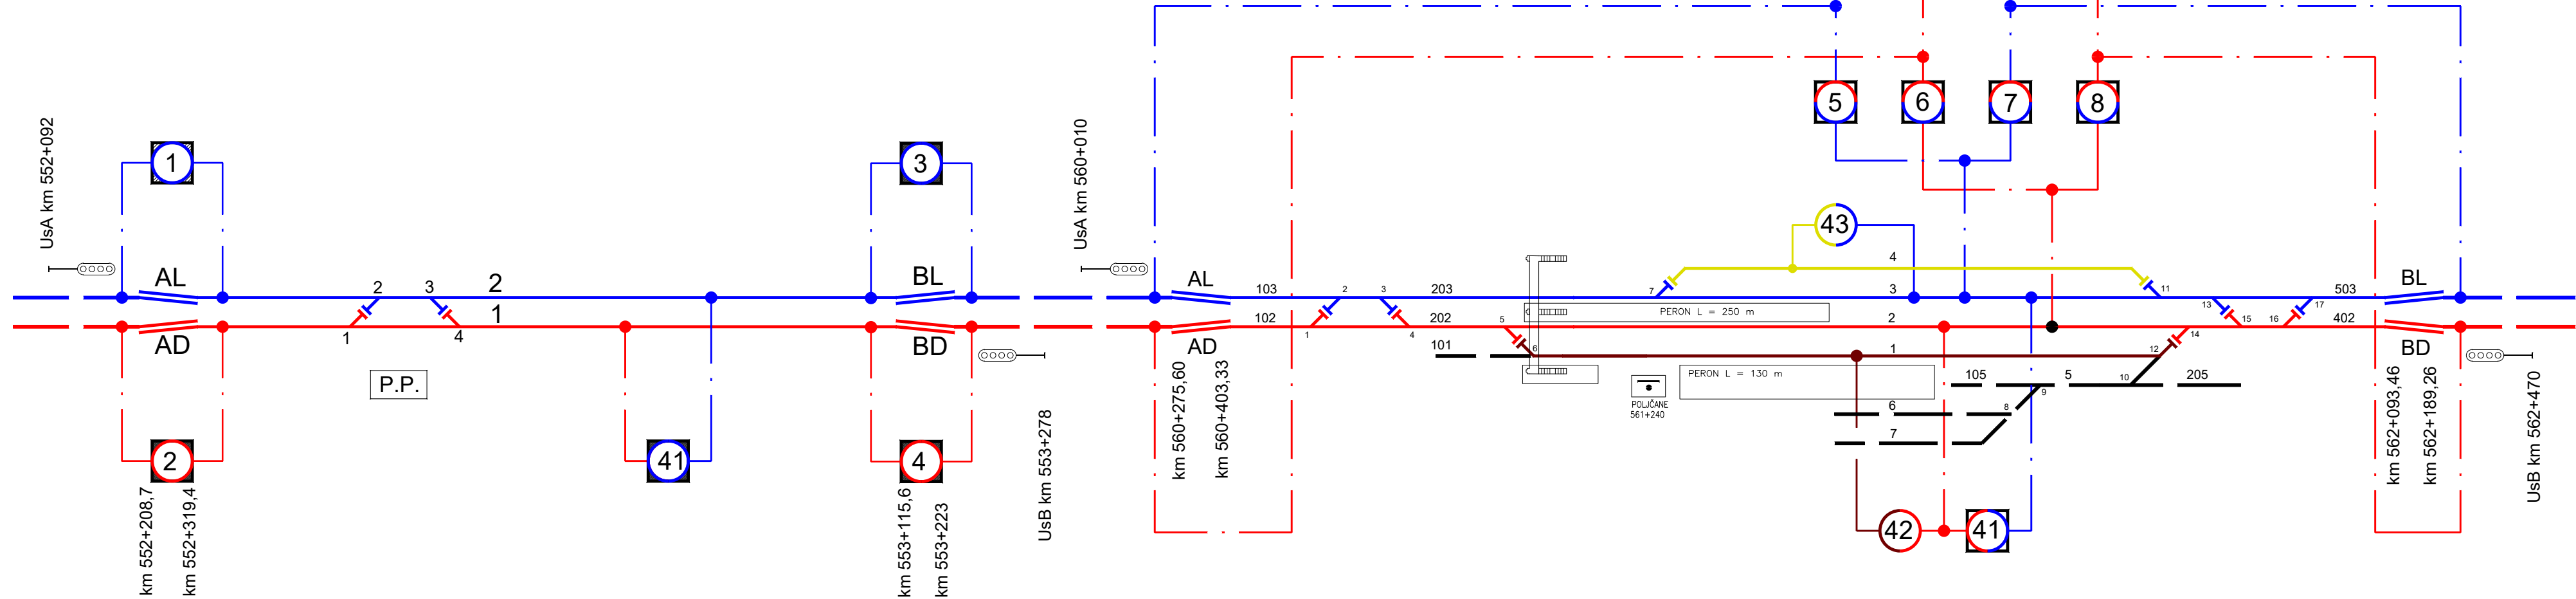 UsA km 552+092
1
3
AL
2
3
2
BL
AD
1
4
1
BD
P.P.
2
41
4
km 552+208,7
km 552+319,4
km 553+115,6
km 553+223
UsB km 553+278
UsA km 560+010
5
6
7
8
43
AL
103
2
3
203
7
4
3
11
13
503
17
BL
PERON L = 250 m
102
1
202
4
5
2
14
15
16
402
AD
101
6
1
12
BD
km 560+275,60
km 560+403,33
POLJČANE
561+240
PERON L = 130 m
105
5
10
205
9
6
8
7
42
41
km 562+093,46
km 562+189,26
UsB km 562+470